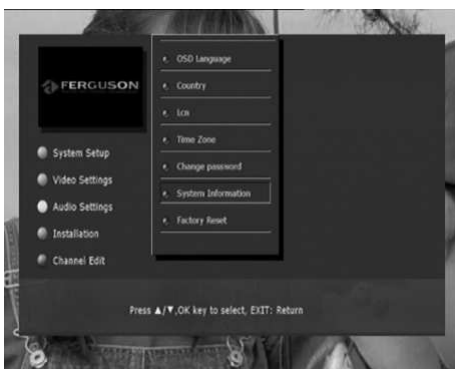 FERGUSON
System Setup
Video Settings
Audio Settings
Installation
Channel Edit
OSD Language
Country
Lcn
Time Zone
Change password
System Information
Factory Reset
Press ▲/▼,OK key to select, EXIT: Return